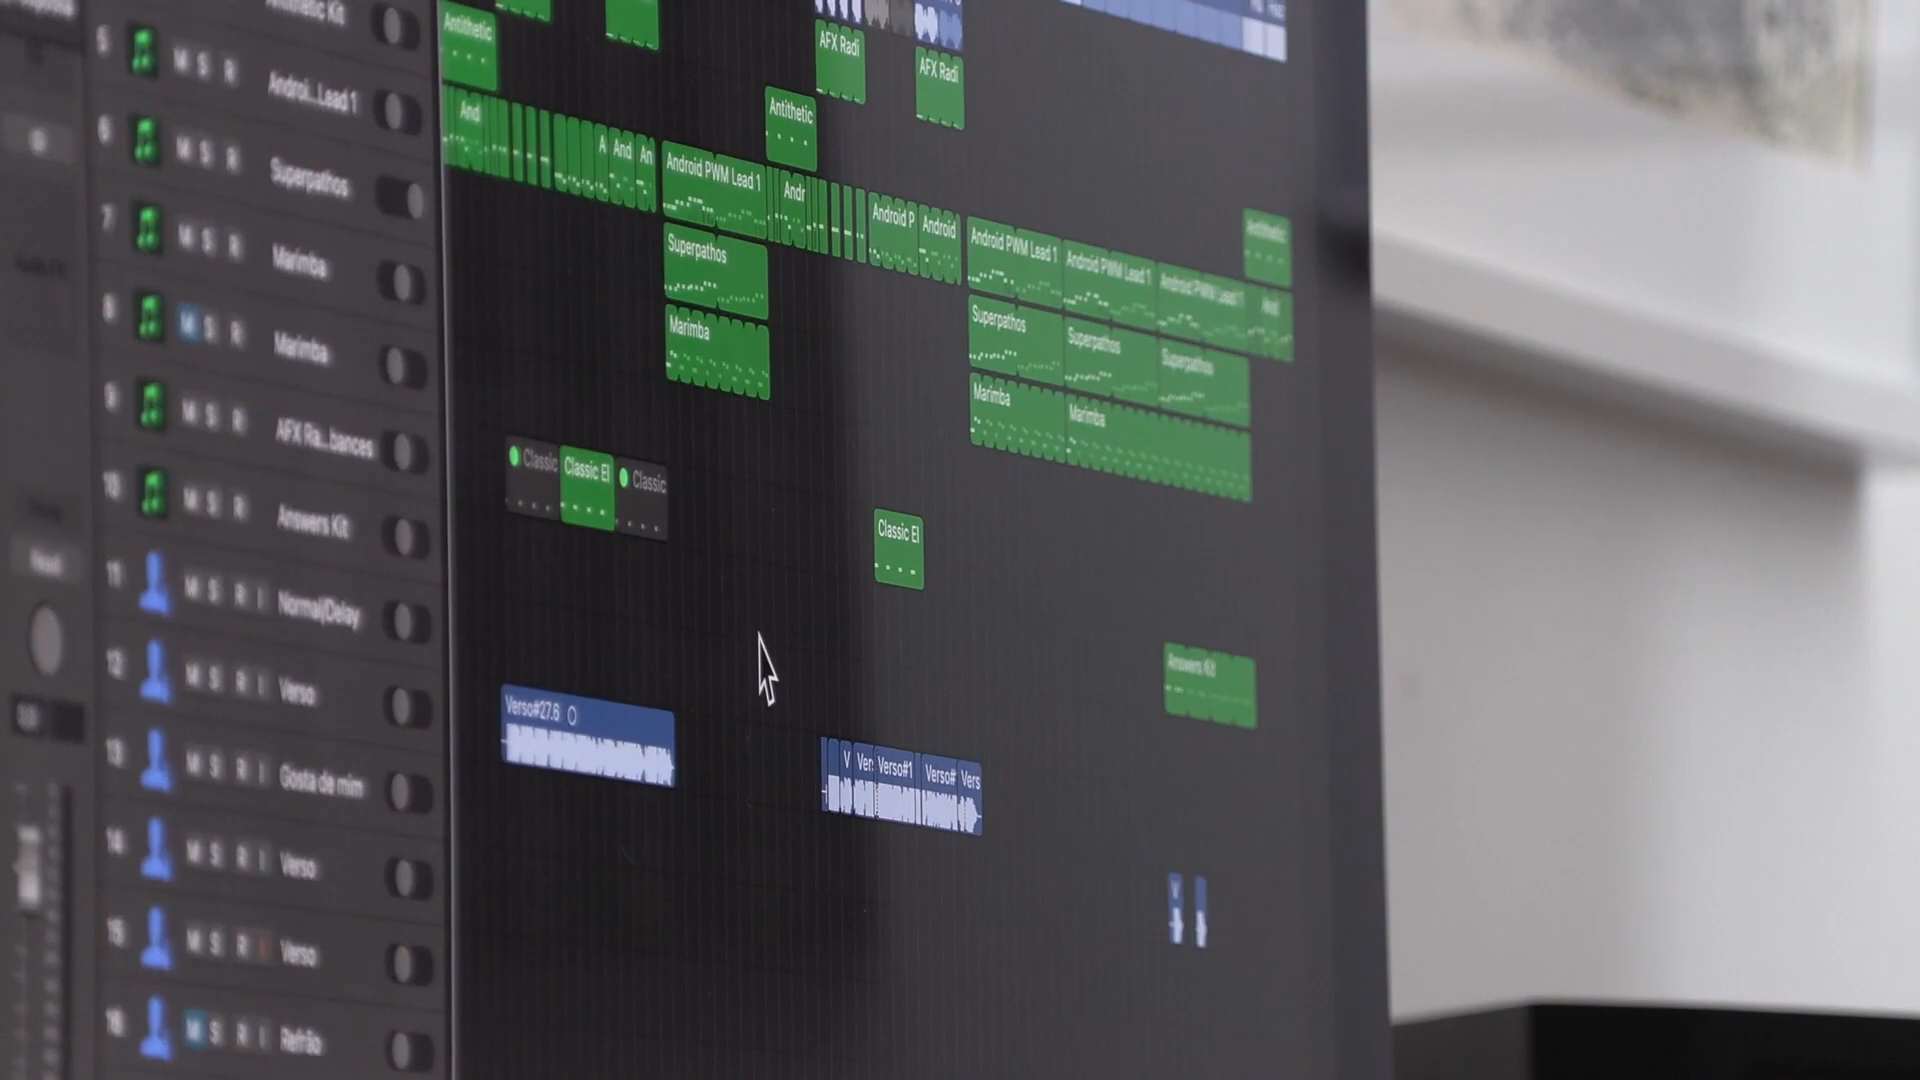 Antithetic Kit
5 M S R Androi...Lead 1
6 M S R Superpathos
7 M S R Marimba
8 M S R Marimba
9 M S R AFX Ra...bances
10 M S R Answers Kit
11 M S R I Normal/Delay
12 M S R I Verso
13 M S R I Gosta de mim
14 M S R I Verso
15 M S R I Verso
16 M S R I Refrão
Read
Antithetic
AFX Radi
AFX Radi
Antithetic
Antithetic
And
A
And
An
Android PWM Lead 1
Andr
Android P
Android
Android PWM Lead 1
Android PWM Lead 1
Android PWM Lead 1
And
Superpathos
Superpathos
Superpathos
Superpathos
Marimba
Marimba
Marimba
Classic
Classic El
Classic
Classic El
Answers Kit
Verso#27.6
V
Ver
Verso#1
Verso#
Vers
V